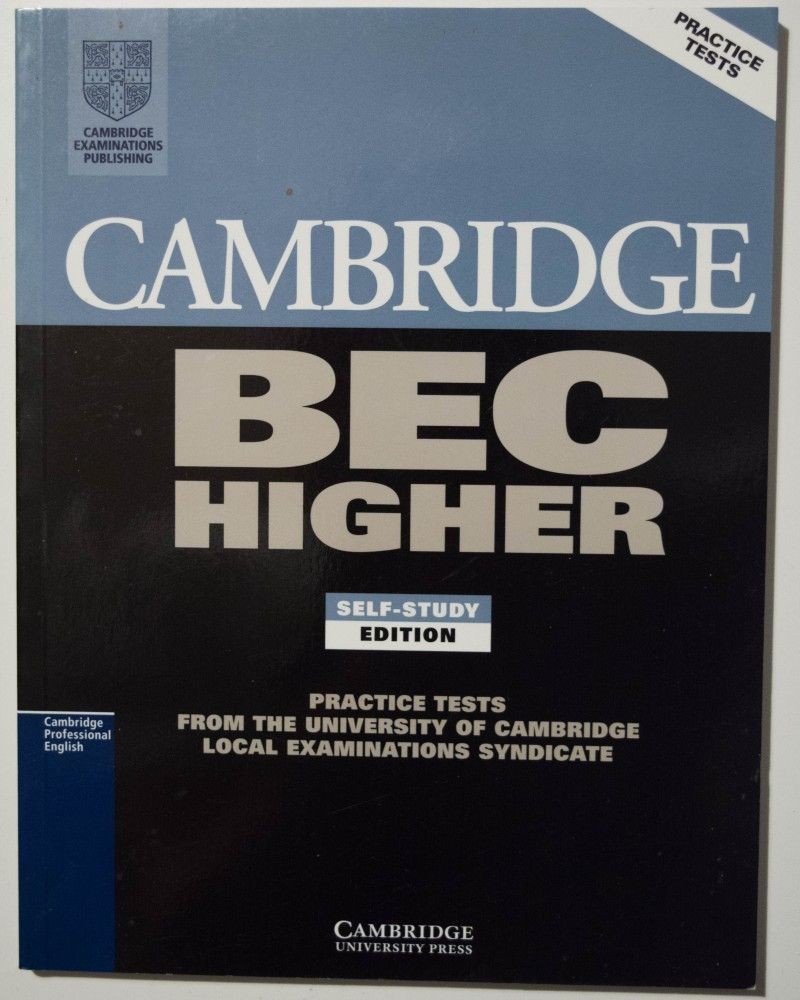 PRACTICE
TESTS
CAMBRIDGE
EXAMINATIONS
PUBLISHING
CAMBRIDGE
BEC
HIGHER
SELF-STUDY
EDITION
PRACTICE TESTS
FROM THE UNIVERSITY OF CAMBRIDGE
LOCAL EXAMINATIONS SYNDICATE
Cambridge
Professional
English
CAMBRIDGE
UNIVERSITY PRESS